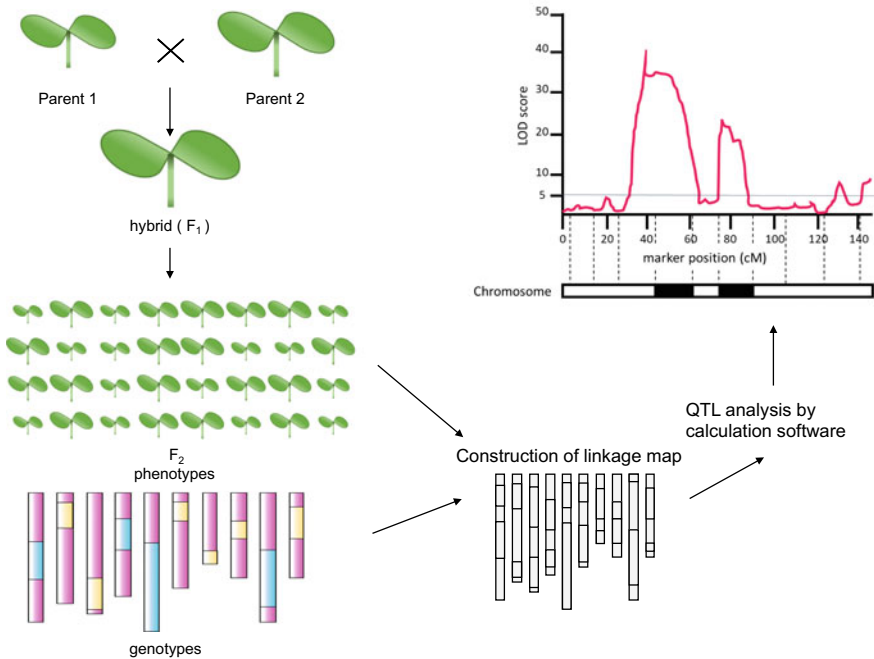 Parent 1
Parent 2
hybrid ( F₁ )
F₂
phenotypes
genotypes
Construction of linkage map
QTL analysis by
calculation software
LOD score
50
40
30
50
10
5
0 20 40 60 80 100 120 140
marker position (cM)
Chromosome